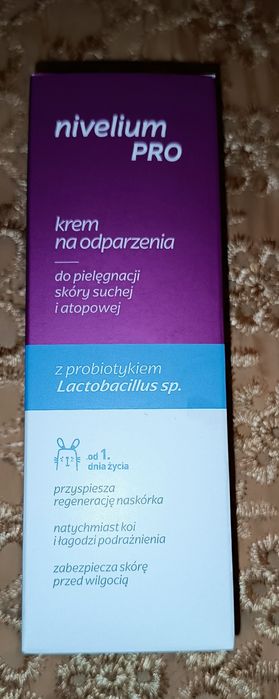 nivelium
PRO
krem
na odparzenia
do pielęgnacji
skóry suchej
i atopowej
z probiotykiem
Lactobacillus sp.
od 1.
dnia życia
przyspiesza
regenerację naskórka
natychmiast koi
i łagodzi podrażnienia
zabezpiecza skórę
przed wilgocią